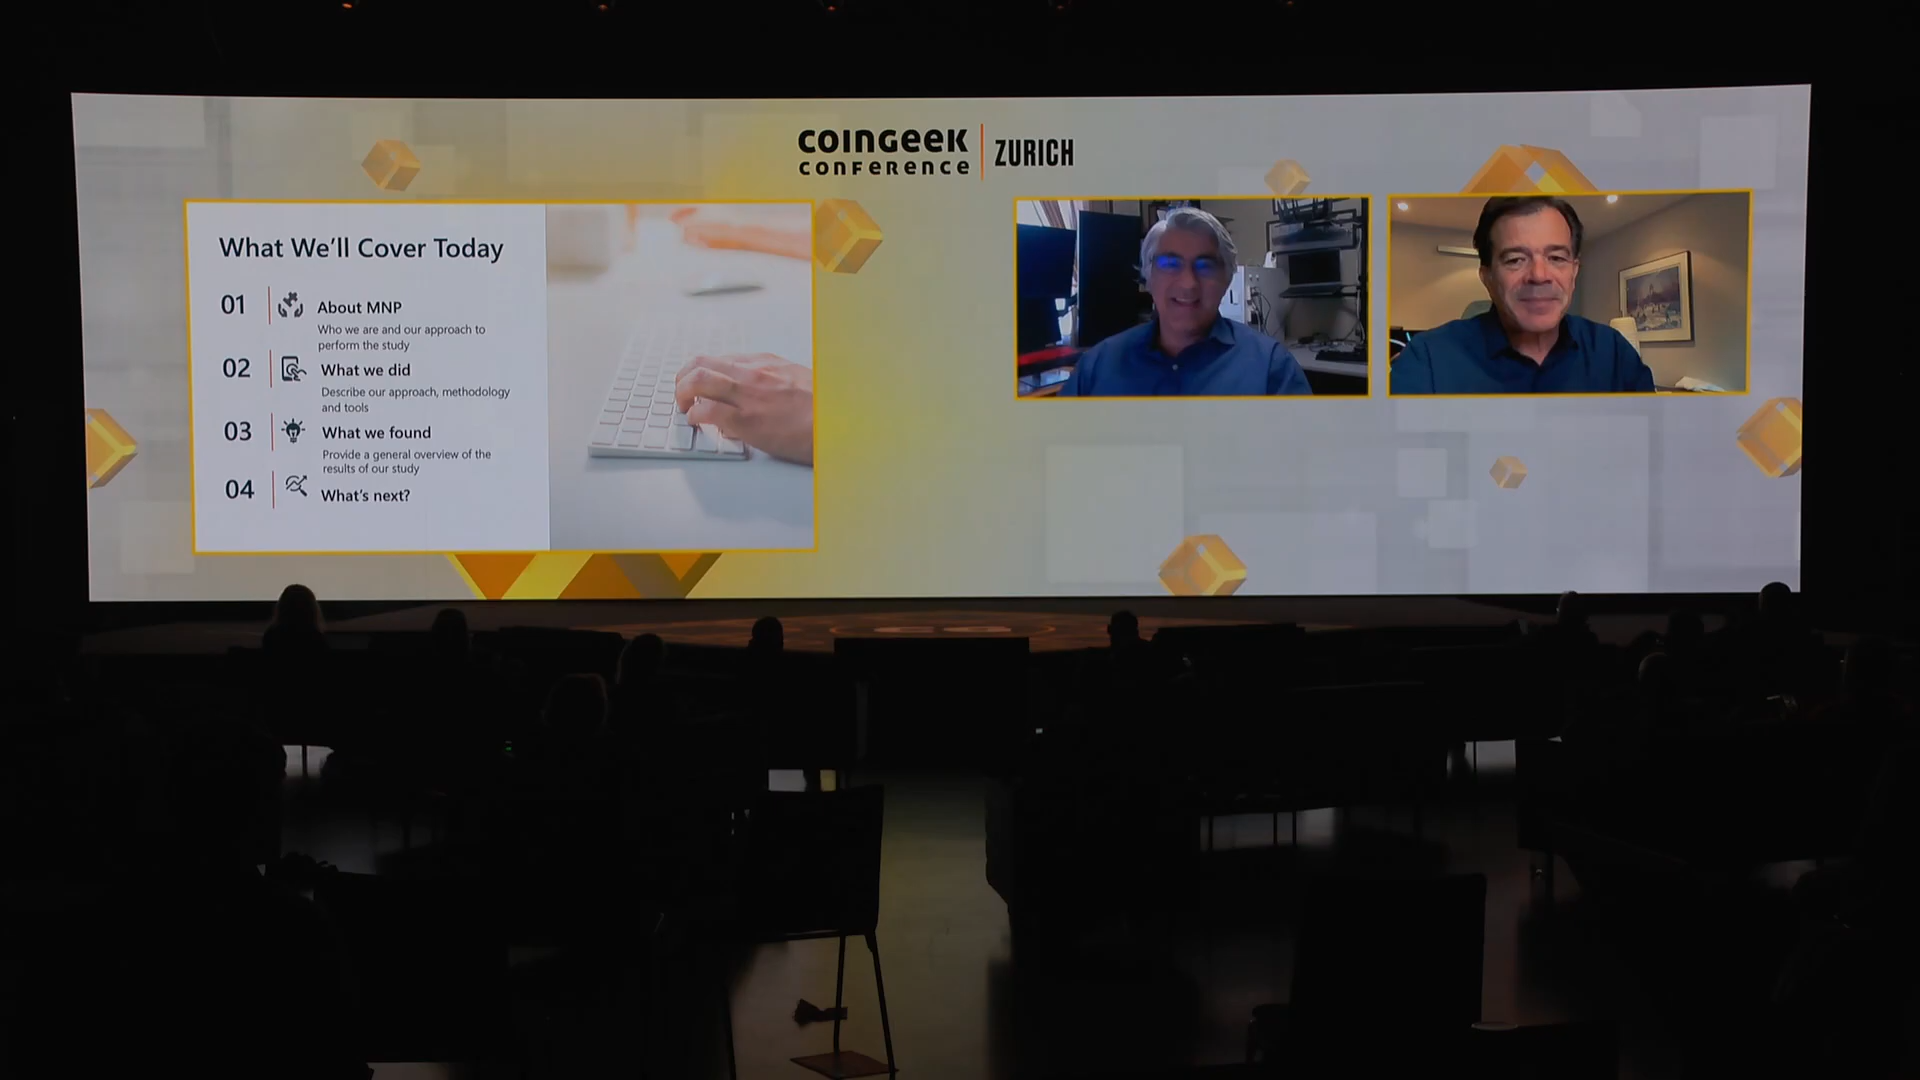 COINGEEK
CONFERENCE
ZURICH
What We'll Cover Today
01
About MNP
Who we are and our approach to
perform the study
02
What we did
Describe our approach, methodology
and tools
03
What we found
Provide a general overview of the
results of our study
04
What's next?